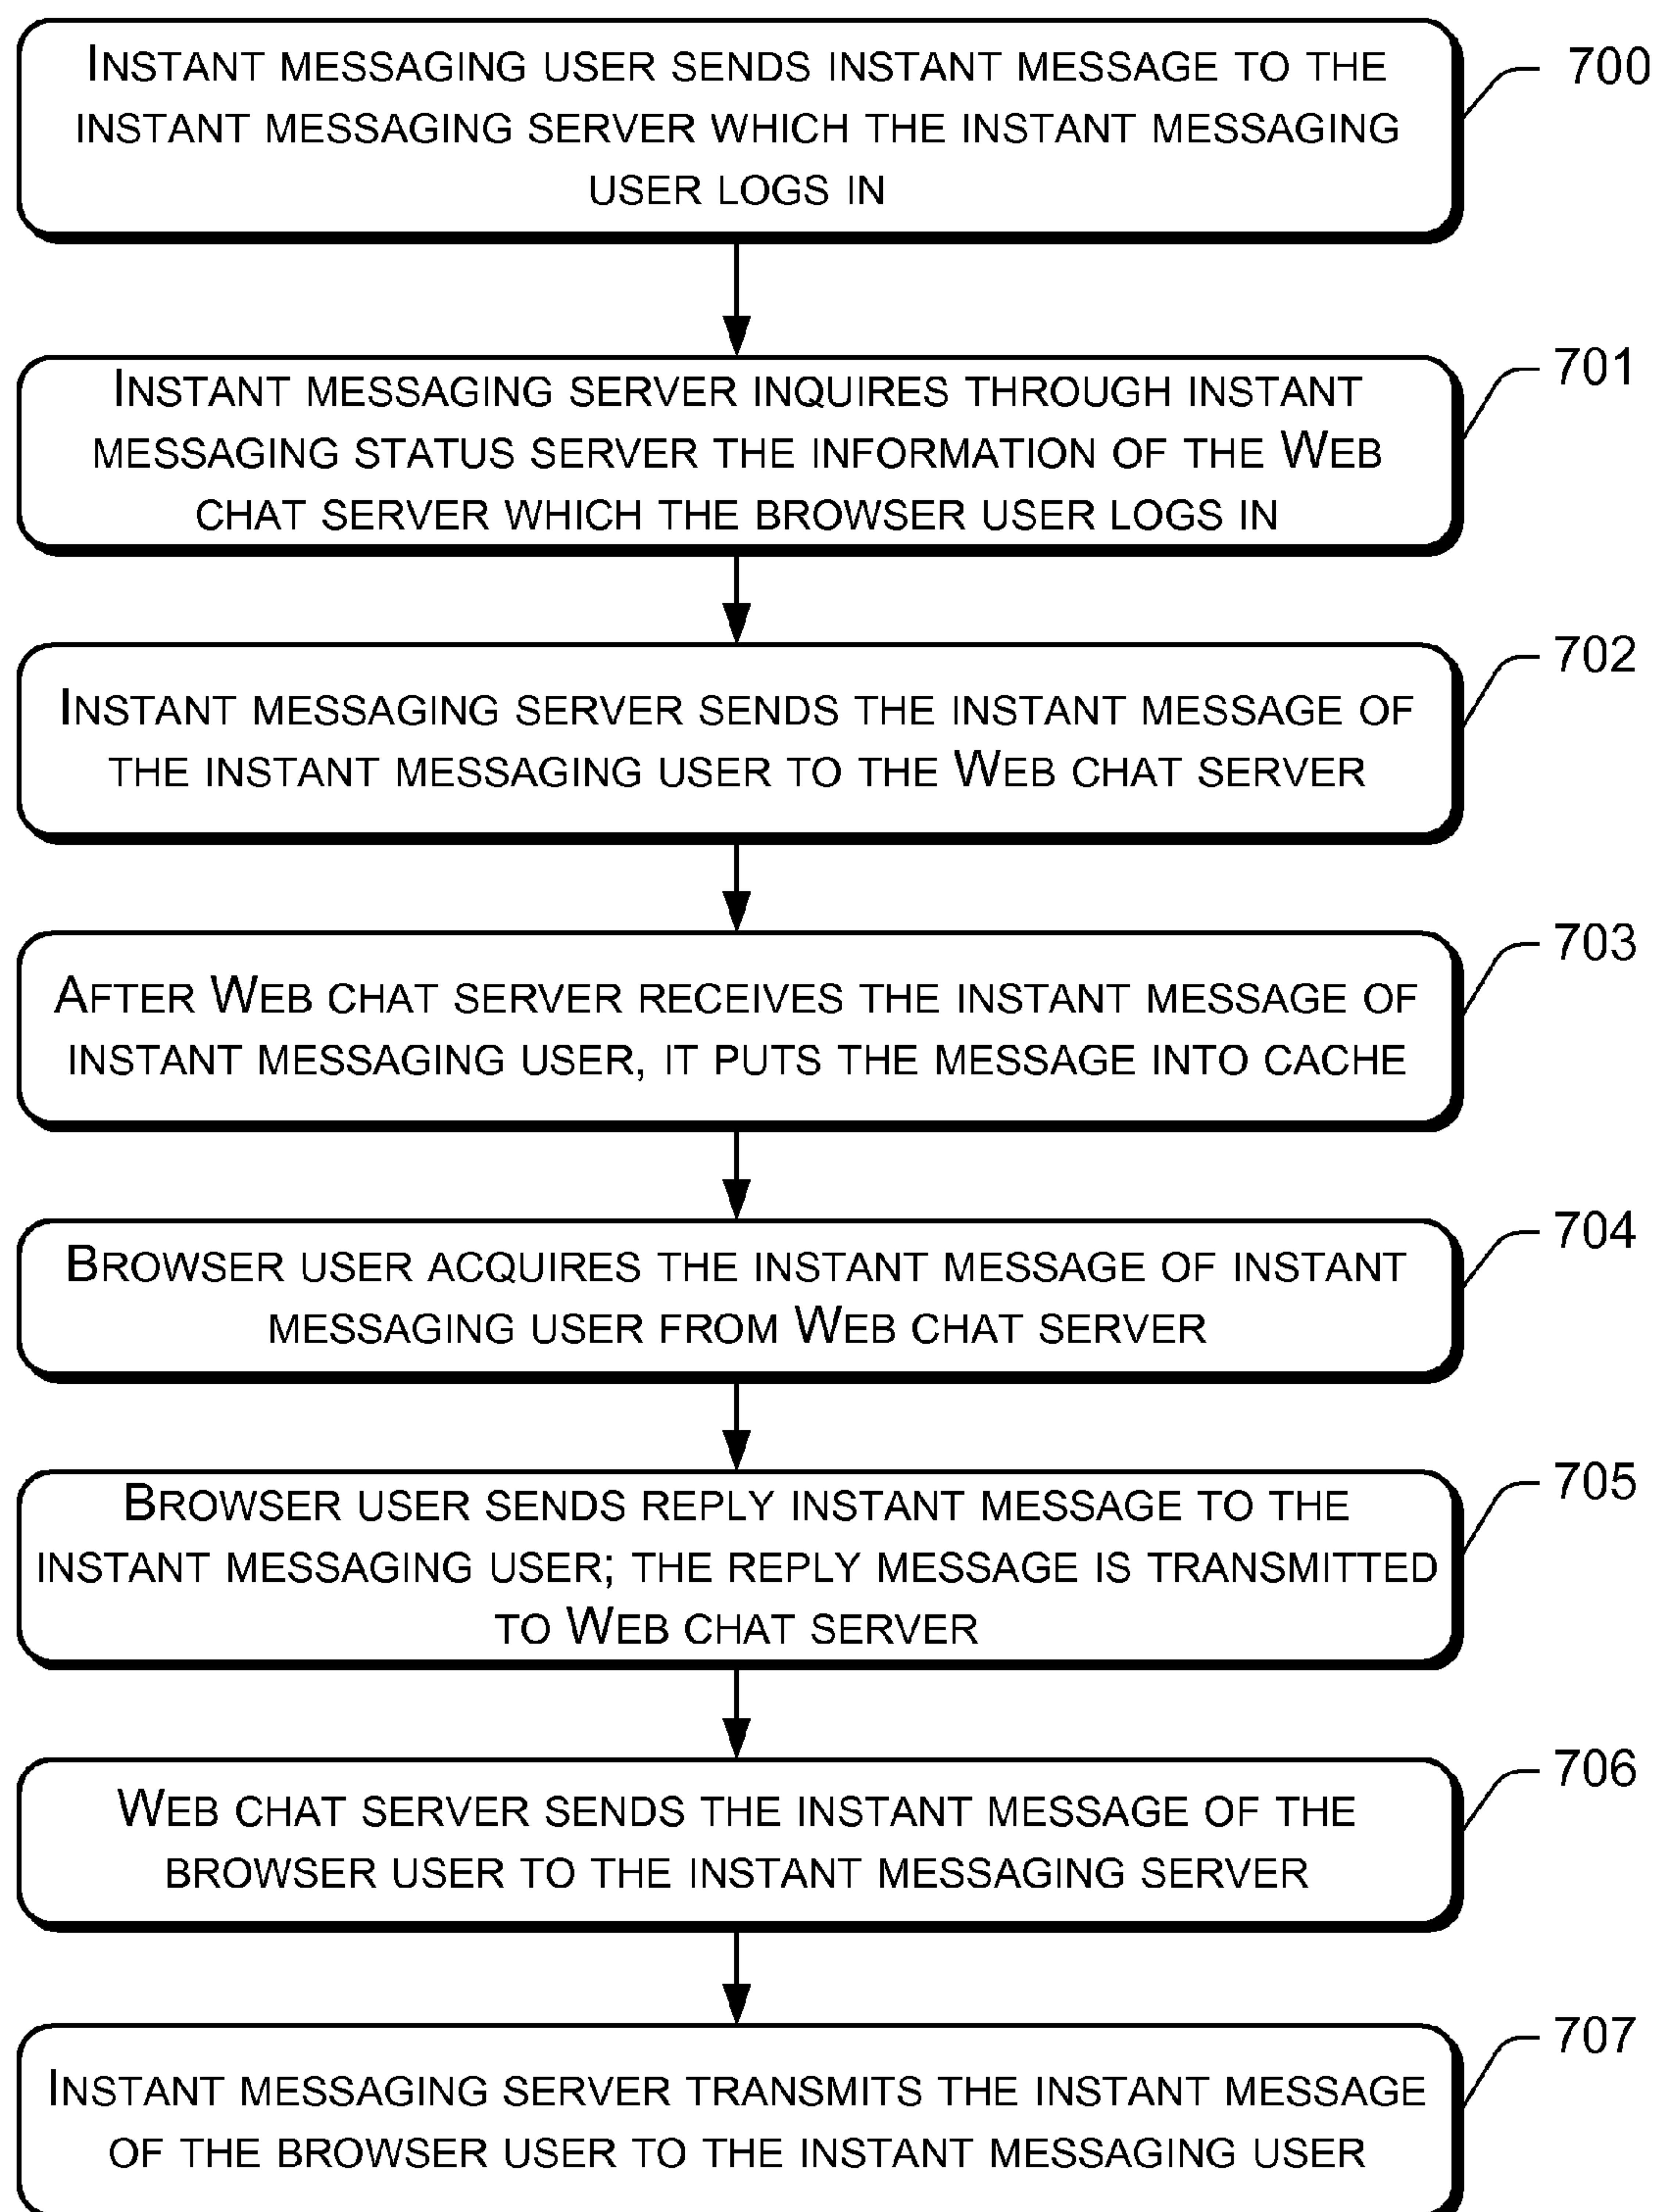 INSTANT MESSAGING USER SENDS INSTANT MESSAGE TO THE
INSTANT MESSAGING SERVER WHICH THE INSTANT MESSAGING
USER LOGS IN
700
INSTANT MESSAGING SERVER INQUIRES THROUGH INSTANT
MESSAGING STATUS SERVER THE INFORMATION OF THE WEB
CHAT SERVER WHICH THE BROWSER USER LOGS IN
701
INSTANT MESSAGING SERVER SENDS THE INSTANT MESSAGE OF
THE INSTANT MESSAGING USER TO THE WEB CHAT SERVER
702
AFTER WEB CHAT SERVER RECEIVES THE INSTANT MESSAGE OF
INSTANT MESSAGING USER, IT PUTS THE MESSAGE INTO CACHE
703
BROWSER USER ACQUIRES THE INSTANT MESSAGE OF INSTANT
MESSAGING USER FROM WEB CHAT SERVER
704
BROWSER USER SENDS REPLY INSTANT MESSAGE TO THE
INSTANT MESSAGING USER; THE REPLY MESSAGE IS TRANSMITTED
TO WEB CHAT SERVER
705
WEB CHAT SERVER SENDS THE INSTANT MESSAGE OF THE
BROWSER USER TO THE INSTANT MESSAGING SERVER
706
INSTANT MESSAGING SERVER TRANSMITS THE INSTANT MESSAGE
OF THE BROWSER USER TO THE INSTANT MESSAGING USER
707